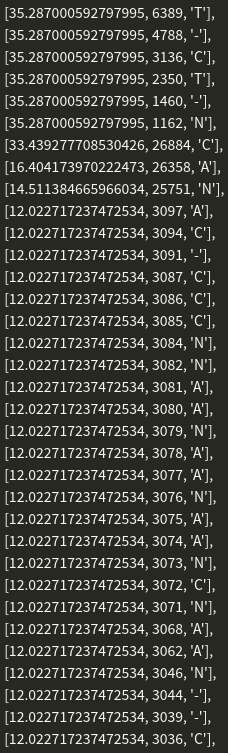 [35.287000592797995, 6389, 'T'],
[35.287000592797995, 4788, '-'],
[35.287000592797995, 3136, 'C'],
[35.287000592797995, 2350, 'T'],
[35.287000592797995, 1460, '-'],
[35.287000592797995, 1162, 'N'],
[33.439277708530426, 26884, 'C'],
[16.404173970222473, 26358, 'A'],
[14.511384665966034, 25751, 'N'],
[12.022717237472534, 3097, 'A'],
[12.022717237472534, 3094, 'C'],
[12.022717237472534, 3091, '-'],
[12.022717237472534, 3087, 'C'],
[12.022717237472534, 3086, 'C'],
[12.022717237472534, 3085, 'C'],
[12.022717237472534, 3084, 'N'],
[12.022717237472534, 3082, 'N'],
[12.022717237472534, 3081, 'A'],
[12.022717237472534, 3080, 'A'],
[12.022717237472534, 3079, 'N'],
[12.022717237472534, 3078, 'A'],
[12.022717237472534, 3077, 'A'],
[12.022717237472534, 3076, 'N'],
[12.022717237472534, 3075, 'A'],
[12.022717237472534, 3074, 'A'],
[12.022717237472534, 3073, 'N'],
[12.022717237472534, 3072, 'C'],
[12.022717237472534, 3071, 'N'],
[12.022717237472534, 3068, 'A'],
[12.022717237472534, 3062, 'A'],
[12.022717237472534, 3046, 'N'],
[12.022717237472534, 3044, '-'],
[12.022717237472534, 3039, '-'],
[12.022717237472534, 3036, 'C'],